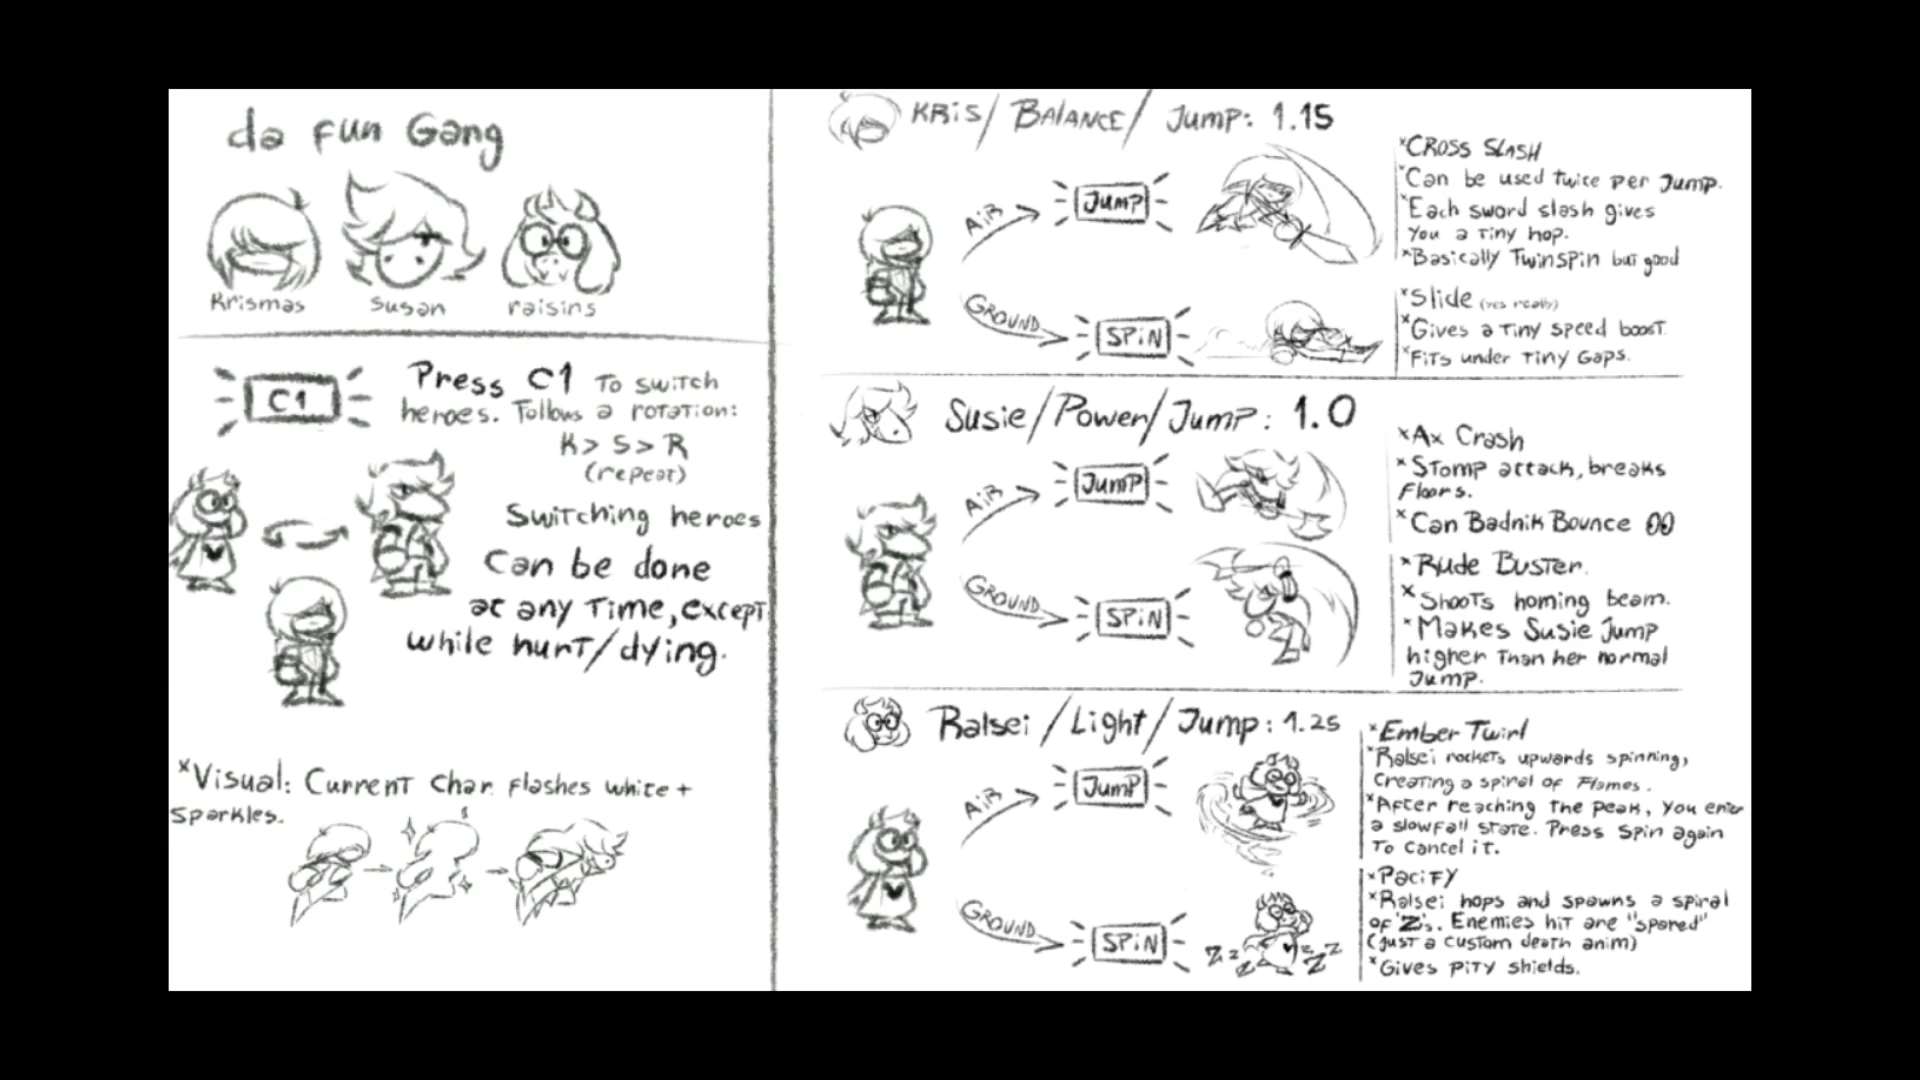 da fun Gang
Krismas
Susan
raisins
C1
Press C1 To switch
heroes. Follows a rotation:
K> S> R
(repeat)
Switching heroes
Can be done
at any time, except
while hurt/dying.
*Visual: Current char flashes white +
sparkles.
KRIS/ BALANCE/ Jump: 1.15
AIR
JUMP
GROUND
SPIN
*CROSS SLASH
*Can be used twice per Jump.
*Each sword slash gives
you a tiny hop.
*Basically Twinspin but good
*Slide (yes really)
*Gives a tiny speed boost.
*Fits under tiny gaps.
Susie/Power/Jump: 1.0
AIR
JUMP
GROUND
SPIN
*Ax Crash
*Stomp attack, breaks
floors.
*Can Badnik Bounce
*Rude Buster.
*Shoots homing beam.
*Makes Susie Jump
higher than her normal
Jump.
Ralsei /Light/ Jump: 1.25
AIR
JUMP
GROUND
SPIN
Z z z z z z
*Ember Twirl
*Ralsei rockets upwards spinning,
creating a spiral of Flames.
*After reaching the peak, you enter
a slowfall state. Press Spin again
to cancel it.
*Pacify
*Ralsei hops and spawns a spiral
of 'Z's. Enemies hit are "spared"
(just a custom death anim)
*Gives pity shields.